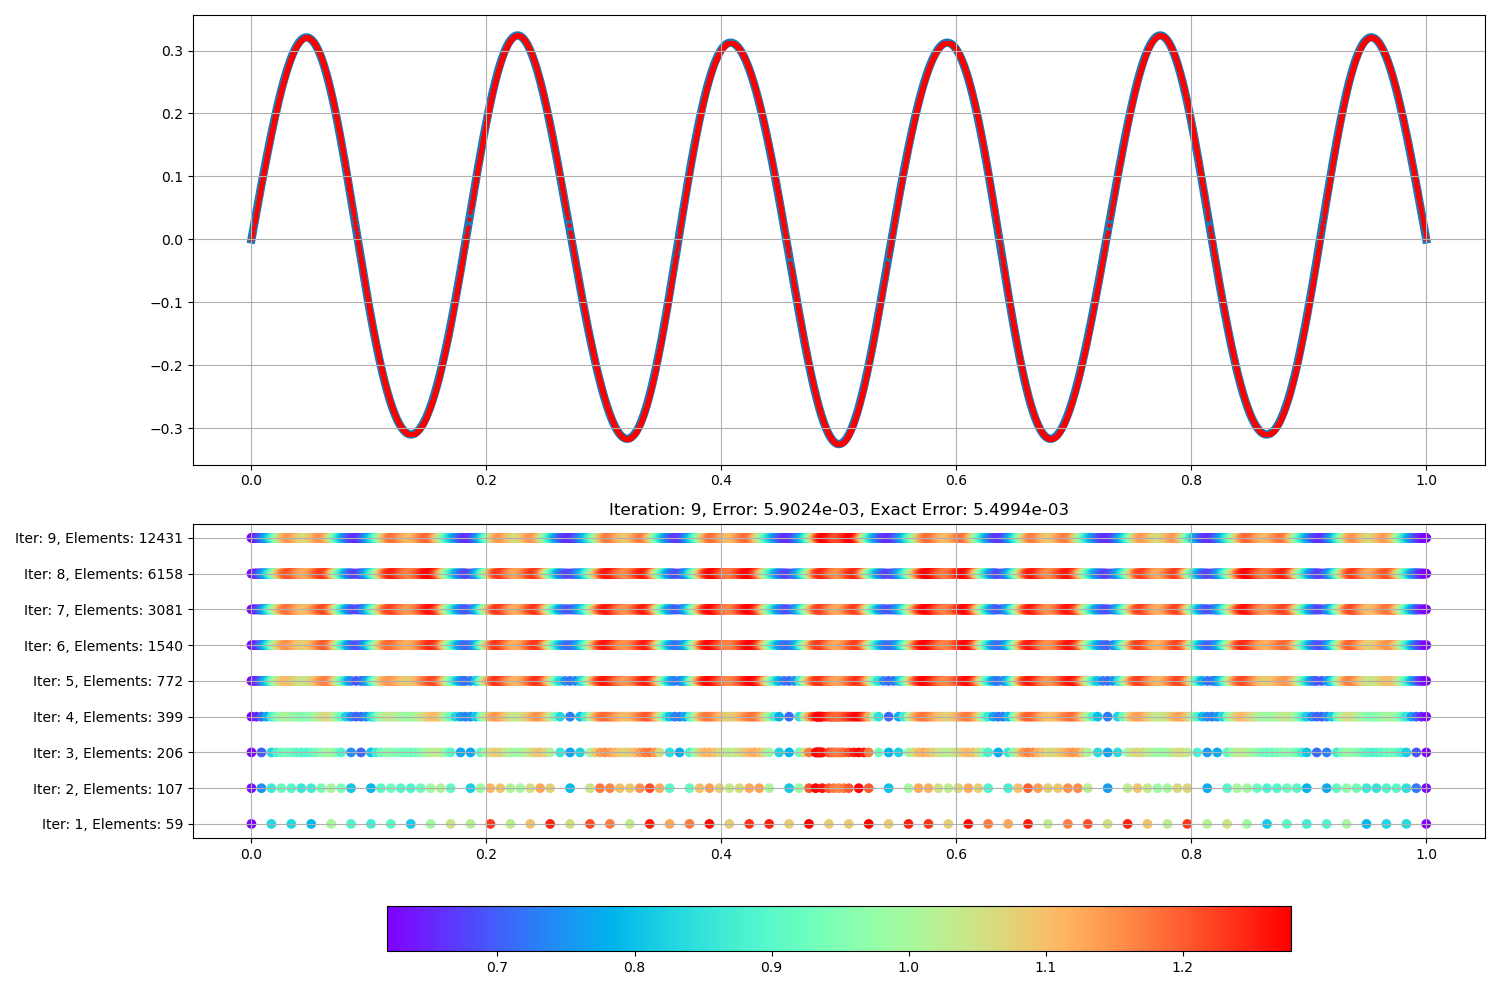 0.3
0.2
0.1
0.0
−0.1
−0.2
−0.3
0.0 0.2 0.4 0.6 0.8 1.0
Iteration: 9, Error: 5.9024e-03, Exact Error: 5.4994e-03
Iter: 9, Elements: 12431
Iter: 8, Elements: 6158
Iter: 7, Elements: 3081
Iter: 6, Elements: 1540
Iter: 5, Elements: 772
Iter: 4, Elements: 399
Iter: 3, Elements: 206
Iter: 2, Elements: 107
Iter: 1, Elements: 59
0.0 0.2 0.4 0.6 0.8 1.0
0.7 0.8 0.9 1.0 1.1 1.2